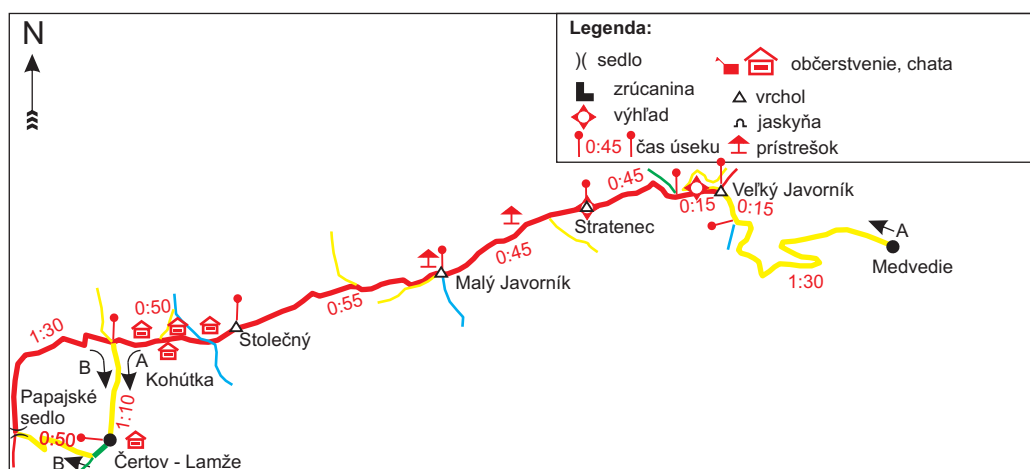 N
Legenda:
)( sedlo
občerstvenie, chata
zrúcanina
vrchol
výhľad
jaskyňa
0:45 čas úseku
prístrešok
0:45
Veľký Javorník
0:15
0:15
A
Stratenec
Medvedie
0:45
1:30
Malý Javorník
0:55
0:50
1:30
Stolečný
B
A
Kohútka
Papajské
sedlo
1:10
0:50
B
Čertov - Lamže